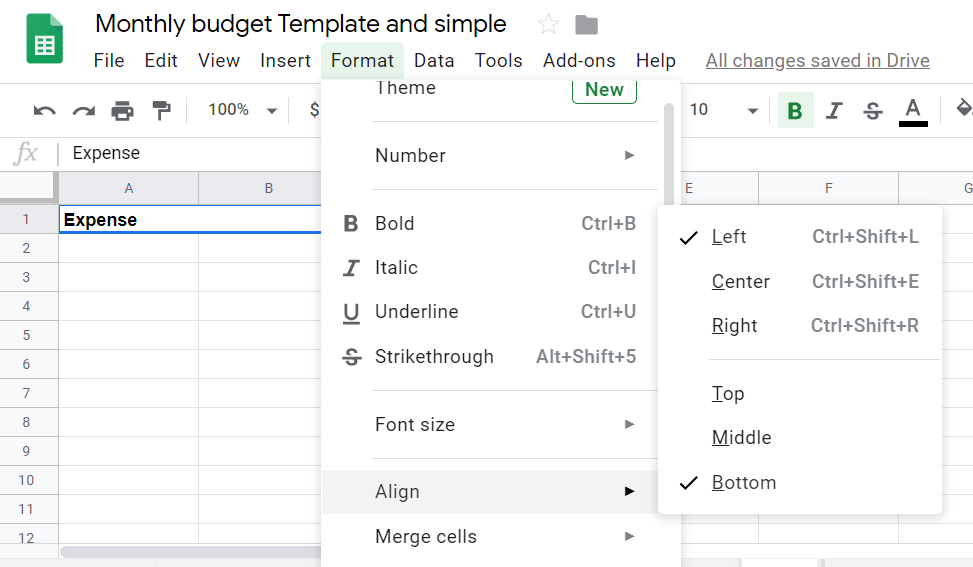 Monthly budget Template and simple
File Edit View Insert Format Data Tools Add-ons Help All changes saved in Drive
100% $ 10 B I S A
Theme New
fx Expense
Number
A B E F G
1 Expense
2
3
4
5
6
7
8
9
10
11
12
B Bold Ctrl+B
I Italic Ctrl+I
U Underline Ctrl+U
S Strikethrough Alt+Shift+5
Font size
Align
Merge cells
Left Ctrl+Shift+L
Center Ctrl+Shift+E
Right Ctrl+Shift+R
Top
Middle
Bottom